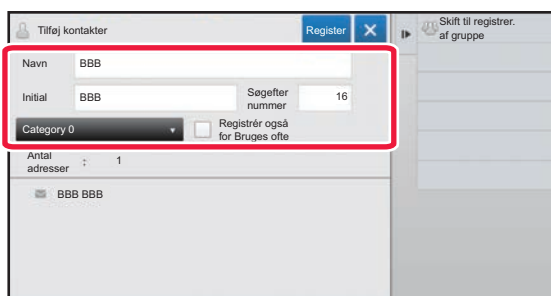 Tilføj kontakter
Register
Skift til registrer.
af gruppe
Navn
BBB
Initial
BBB
Søgefter
nummer
16
Category 0
Registrér også
for Bruges ofte
Antal
adresser
:
1
BBB BBB